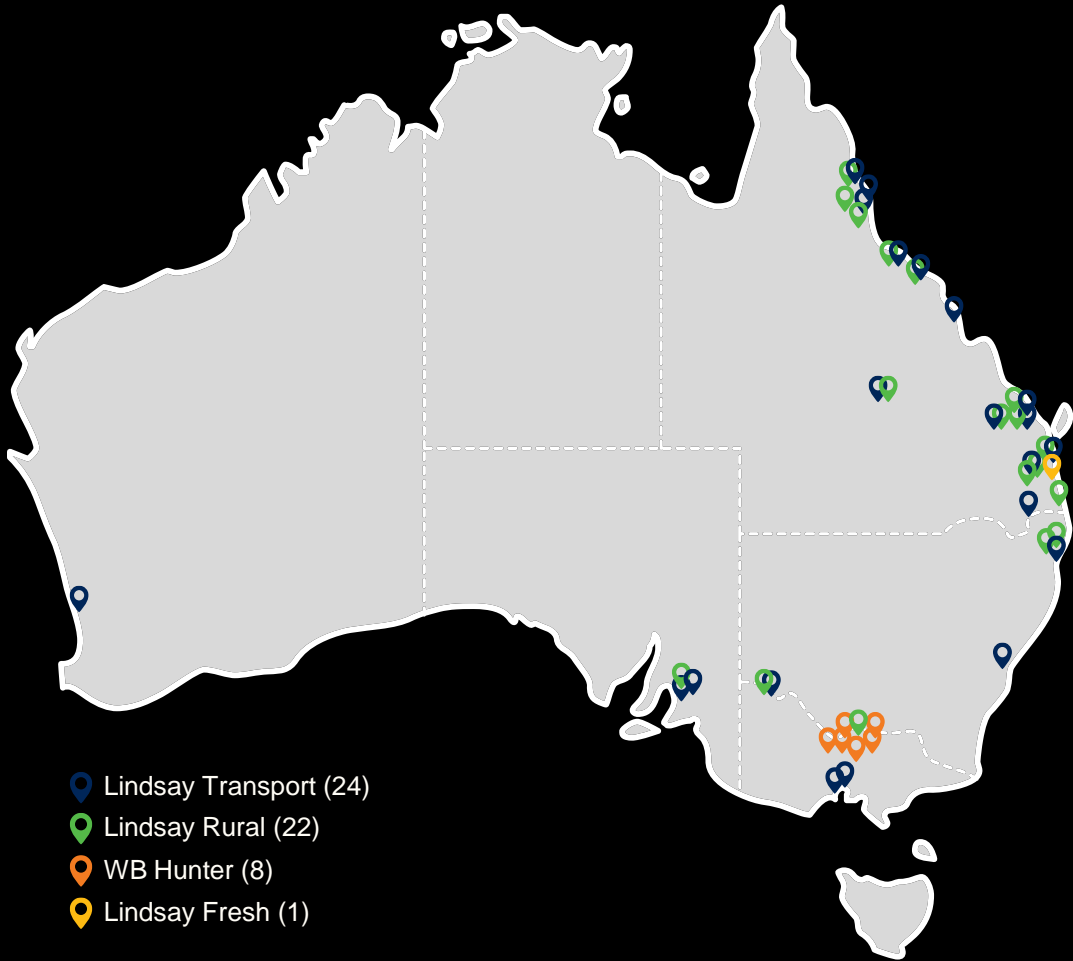 Lindsay Transport (24)
Lindsay Rural (22)
WB Hunter (8)
Lindsay Fresh (1)